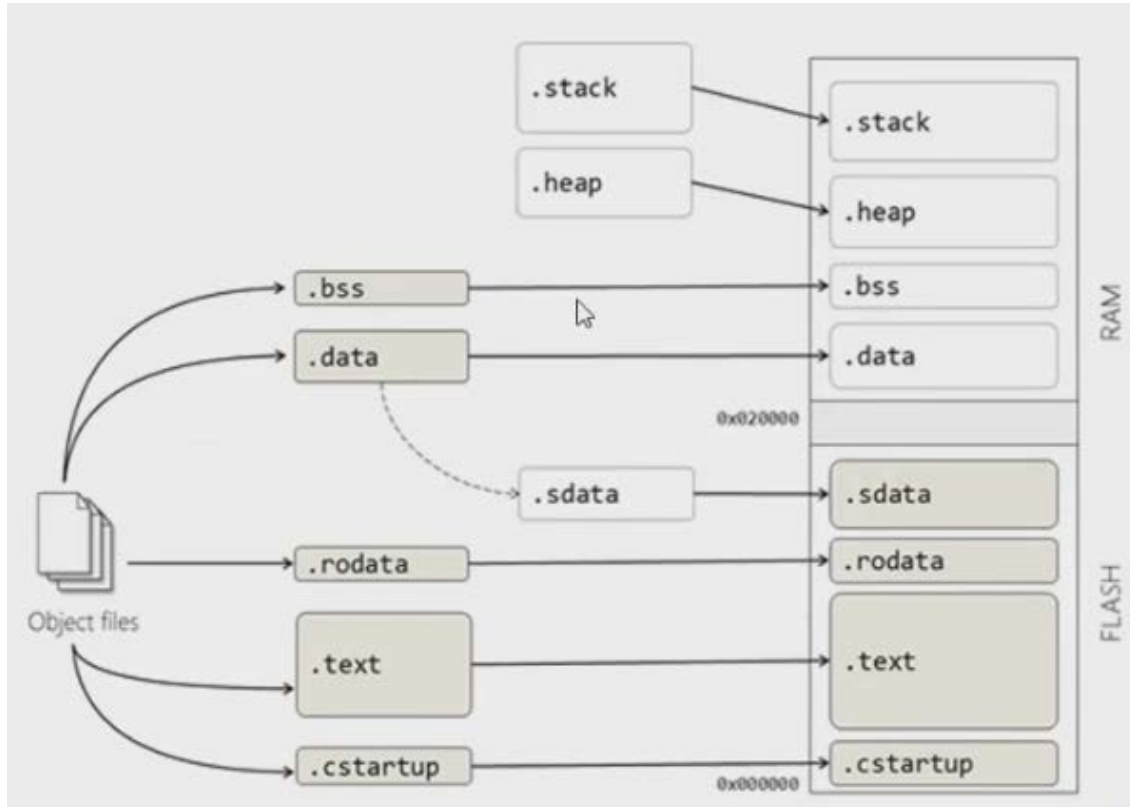 .stack
.stack
.heap
.heap
.bss
.bss
.data
.data
RAM
0x020000
.sdata
.sdata
.rodata
.rodata
Object files
FLASH
.text
.text
.cstartup
.cstartup
0x000000